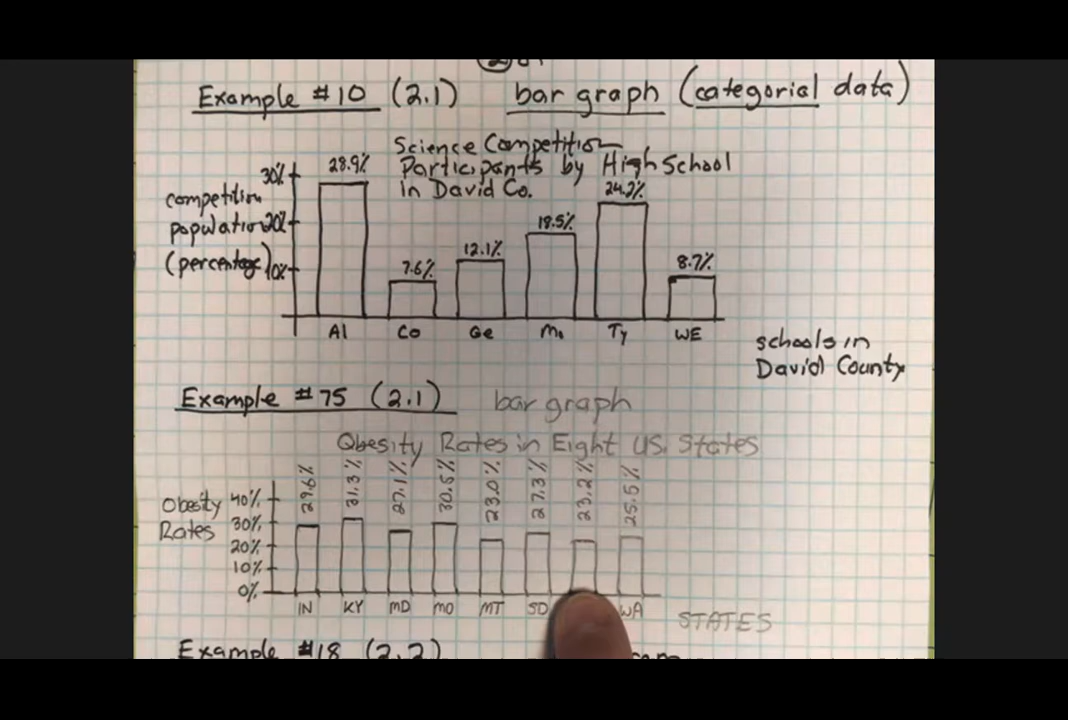 Example #10 (2.1) bar graph (categorial data)
Science Competition
Participants by High School
in David Co.
competition
population
(percentage)
30%
20%
10%
28.9%
7.6%
12.1%
18.5%
24.2%
8.7%
Al Co Ge Mo Ty WE
schools in
David County
Example #75 (2.1) bar graph
Obesity Rates in Eight U.S. States
Obesity
Rates
40%
30%
20%
10%
0%
29.6% 31.3% 27.1% 30.5% 23.0% 27.3% 23.2% 25.5%
IN KY MD MO MT SD WA
STATES
Example #18 (2.2)